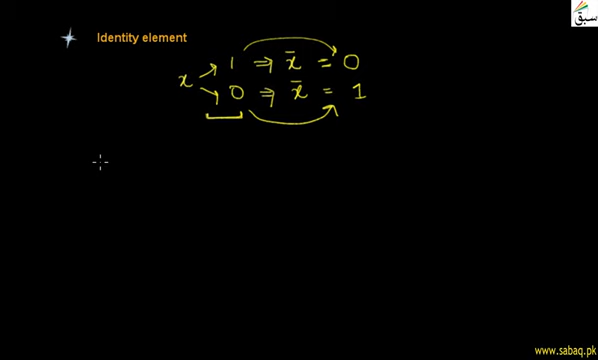 سبق
Identity element
x 1 ⇒ x̄ = 0
0 ⇒ x̄ = 1
www.sabaq.pk